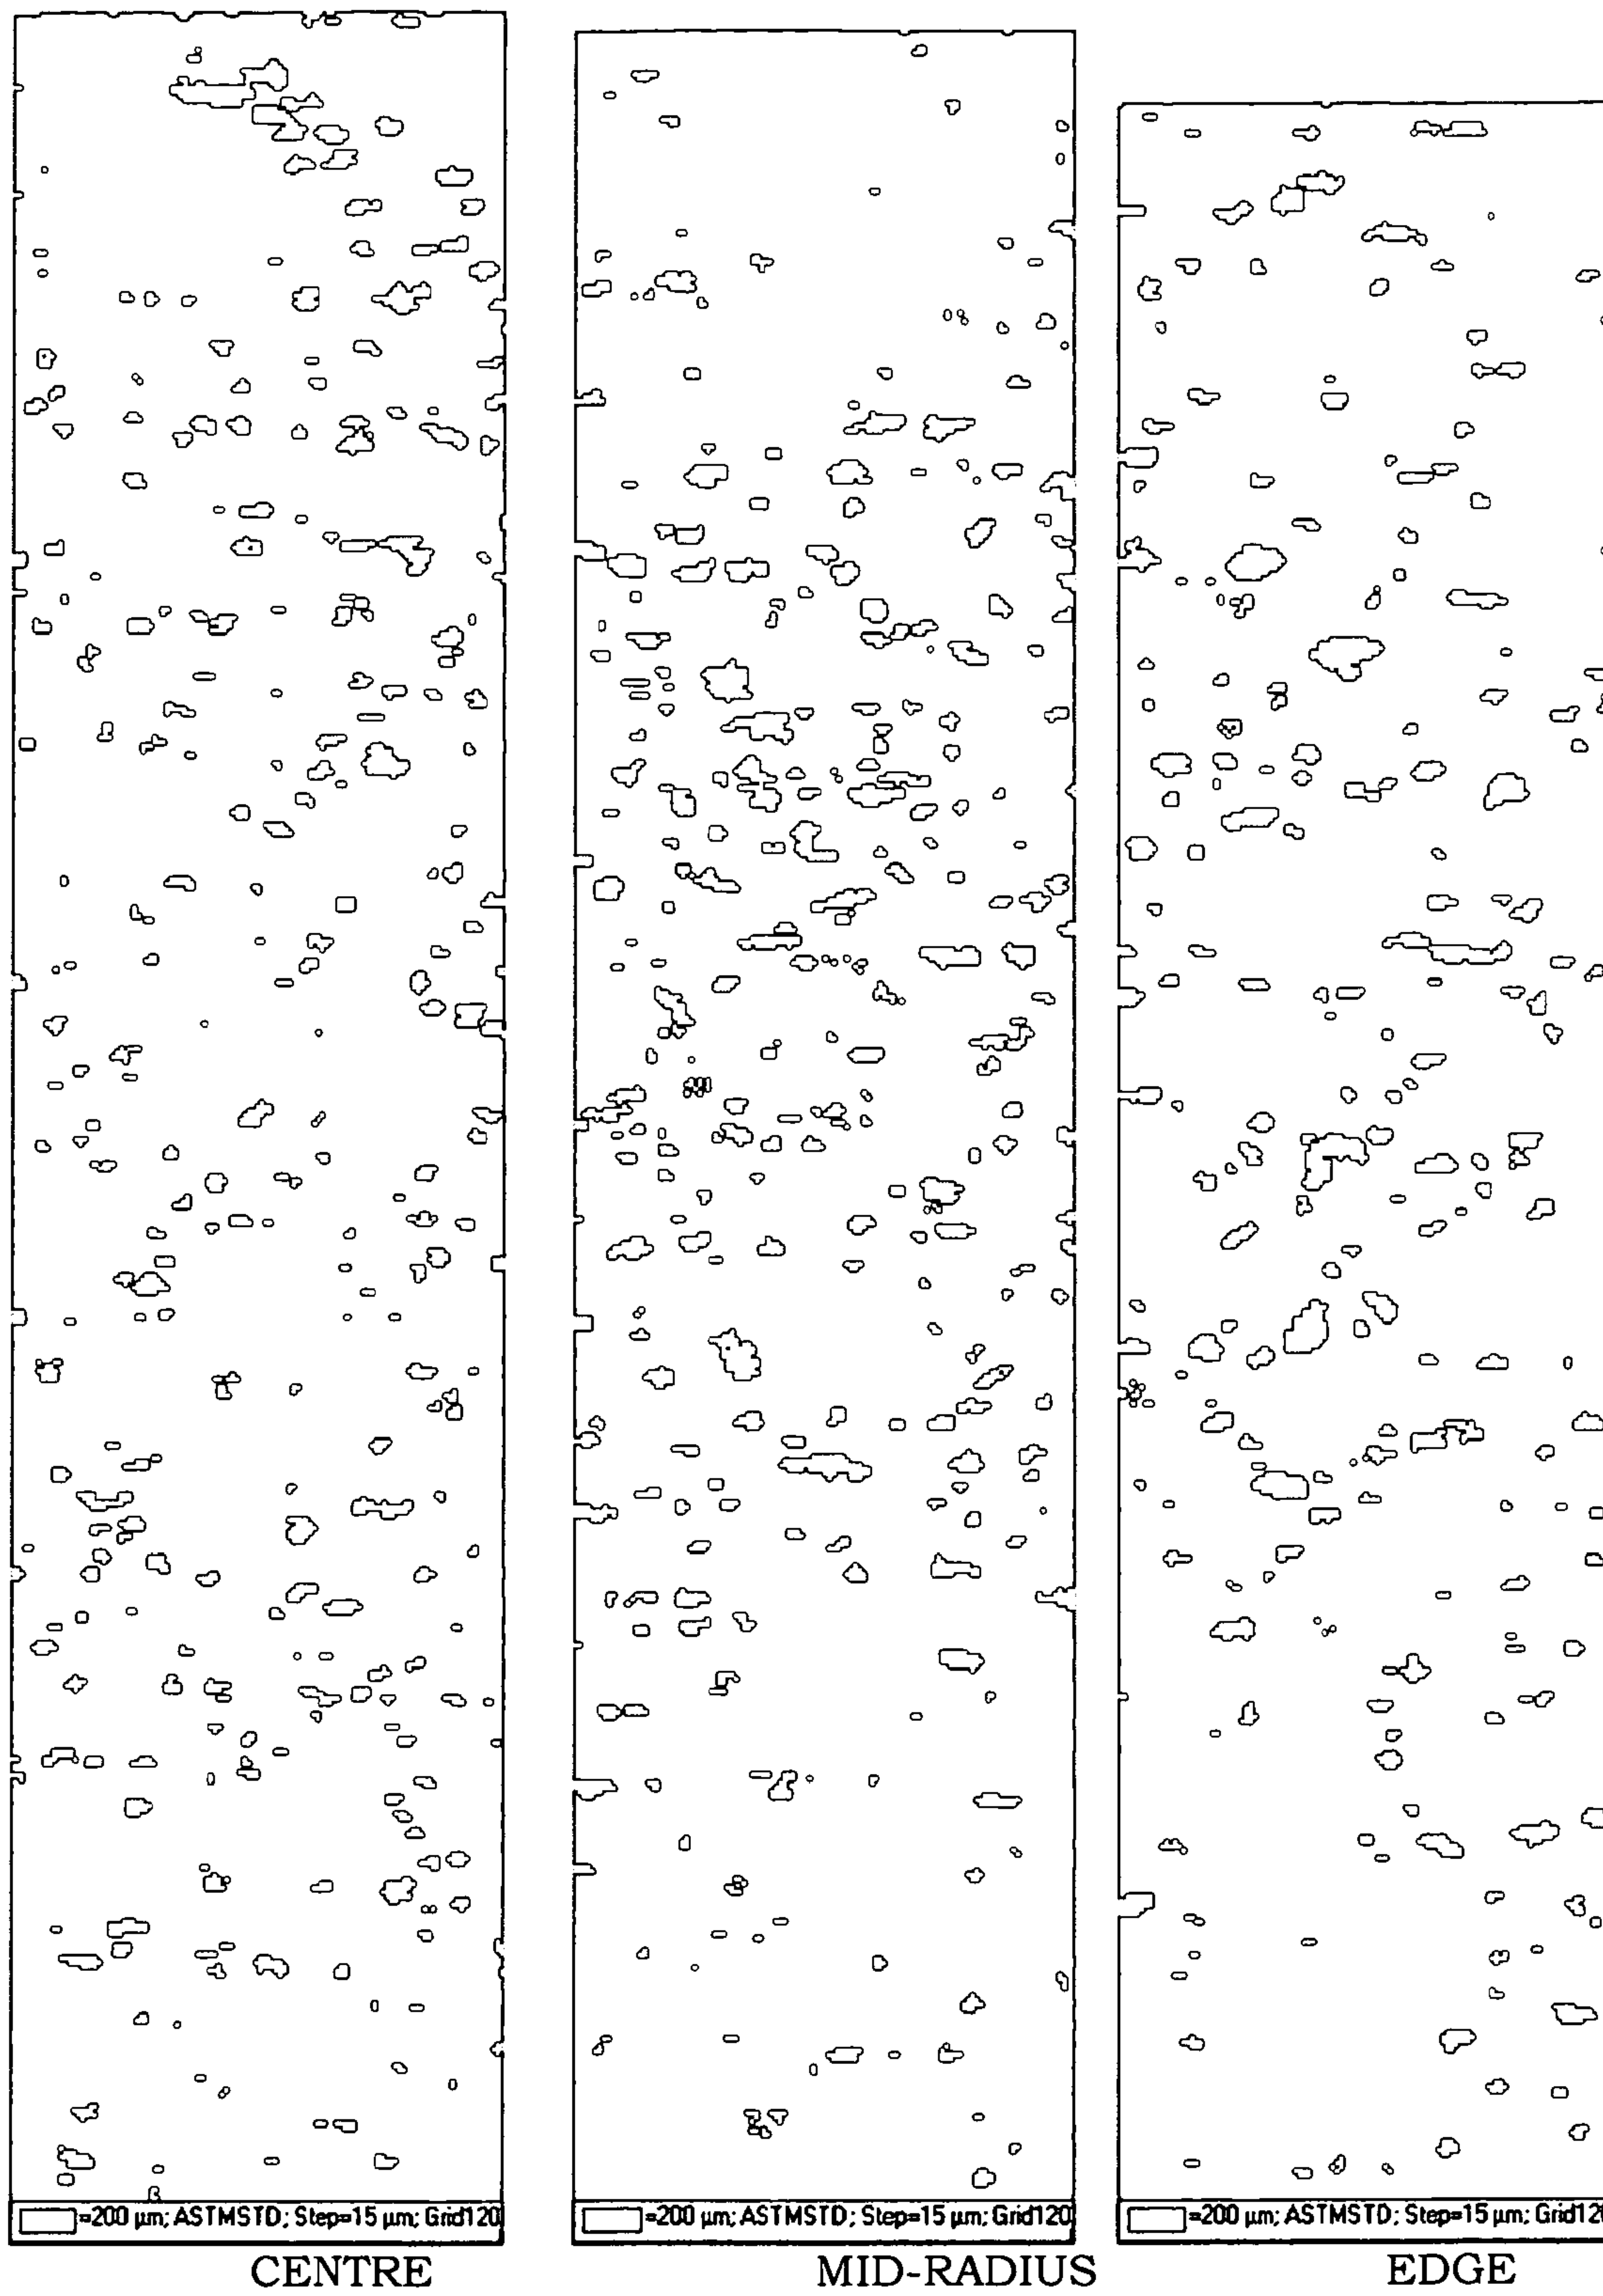 =200 µm; ASTMSTD; Step=15 µm; Grid120
=200 µm; ASTMSTD; Step=15 µm; Grid120
=200 µm; ASTMSTD; Step=15 µm; Grid12
CENTRE
MID-RADIUS
EDGE